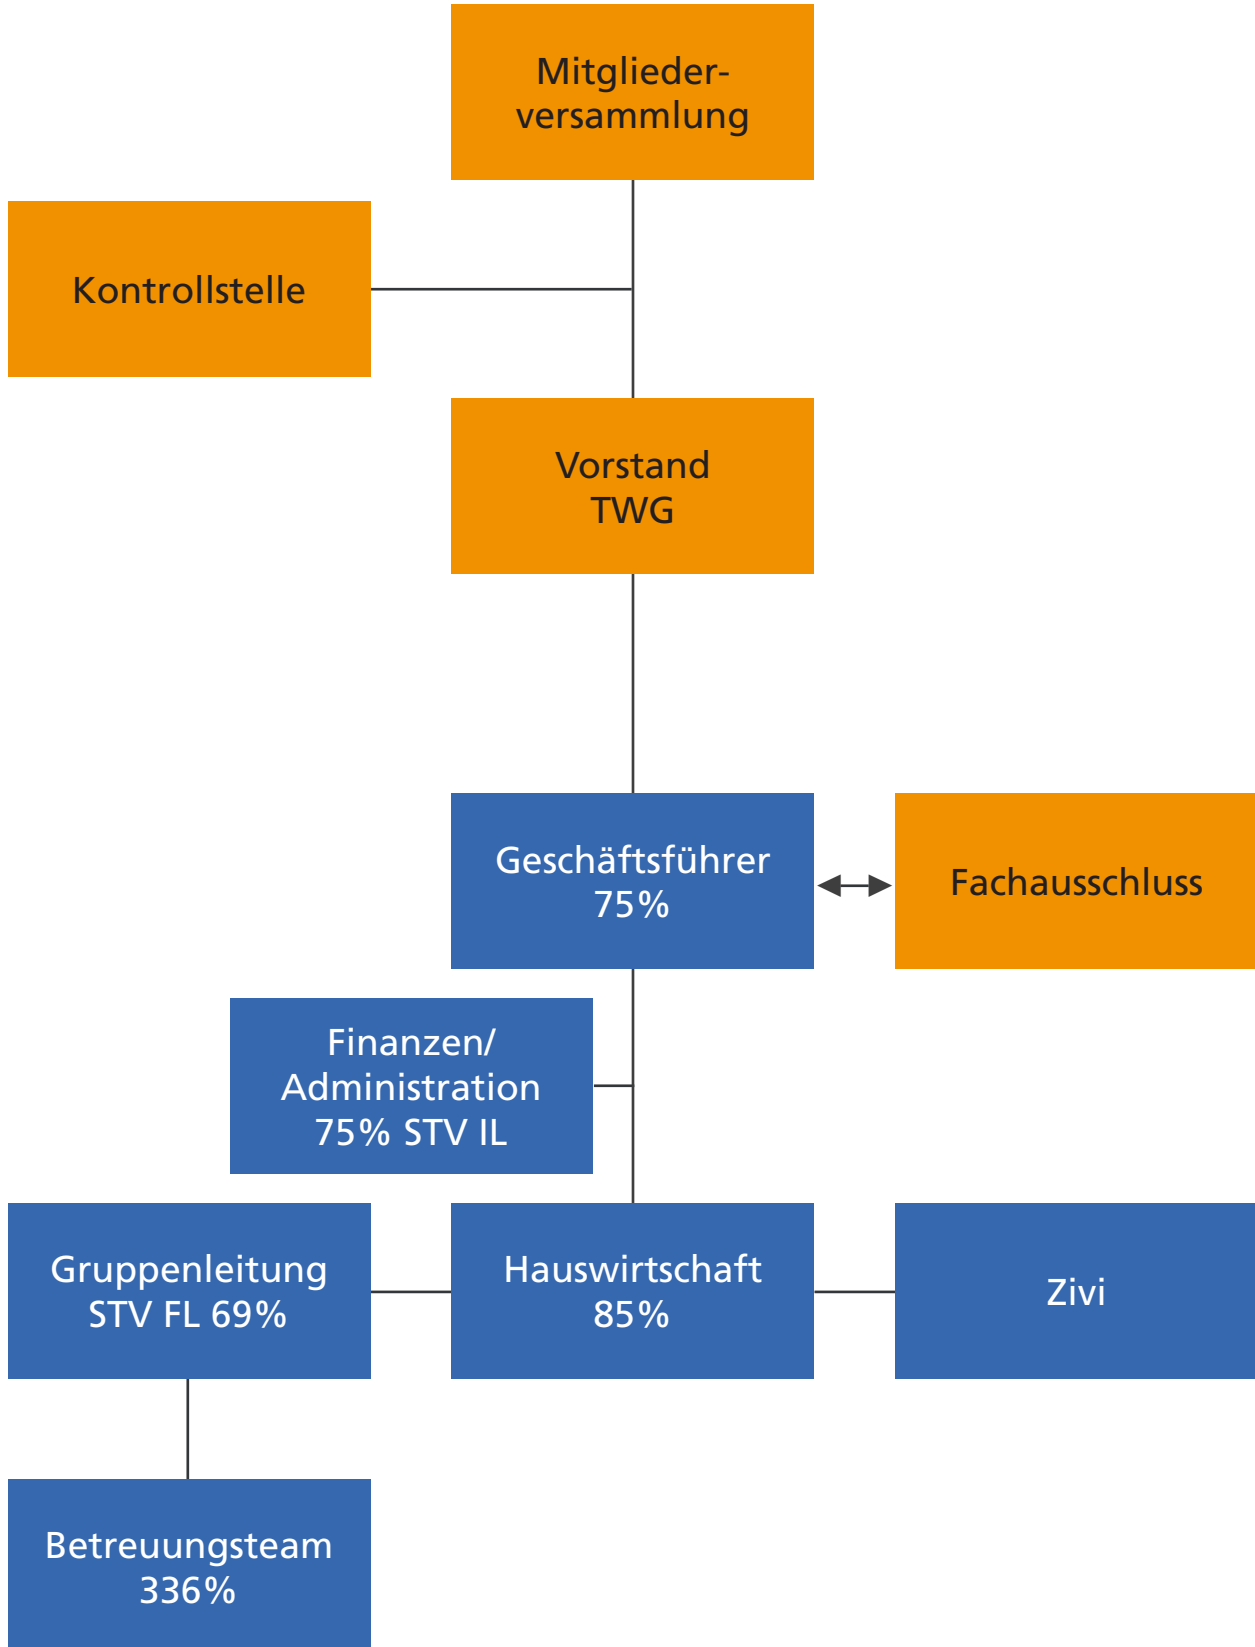 Mitglieder-
versammlung
Kontrollstelle
Vorstand
TWG
Geschäftsführer
75%
Fachausschluss
Finanzen/
Administration
75% STV IL
Gruppenleitung
STV FL 69%
Hauswirtschaft
85%
Zivi
Betreuungsteam
336%